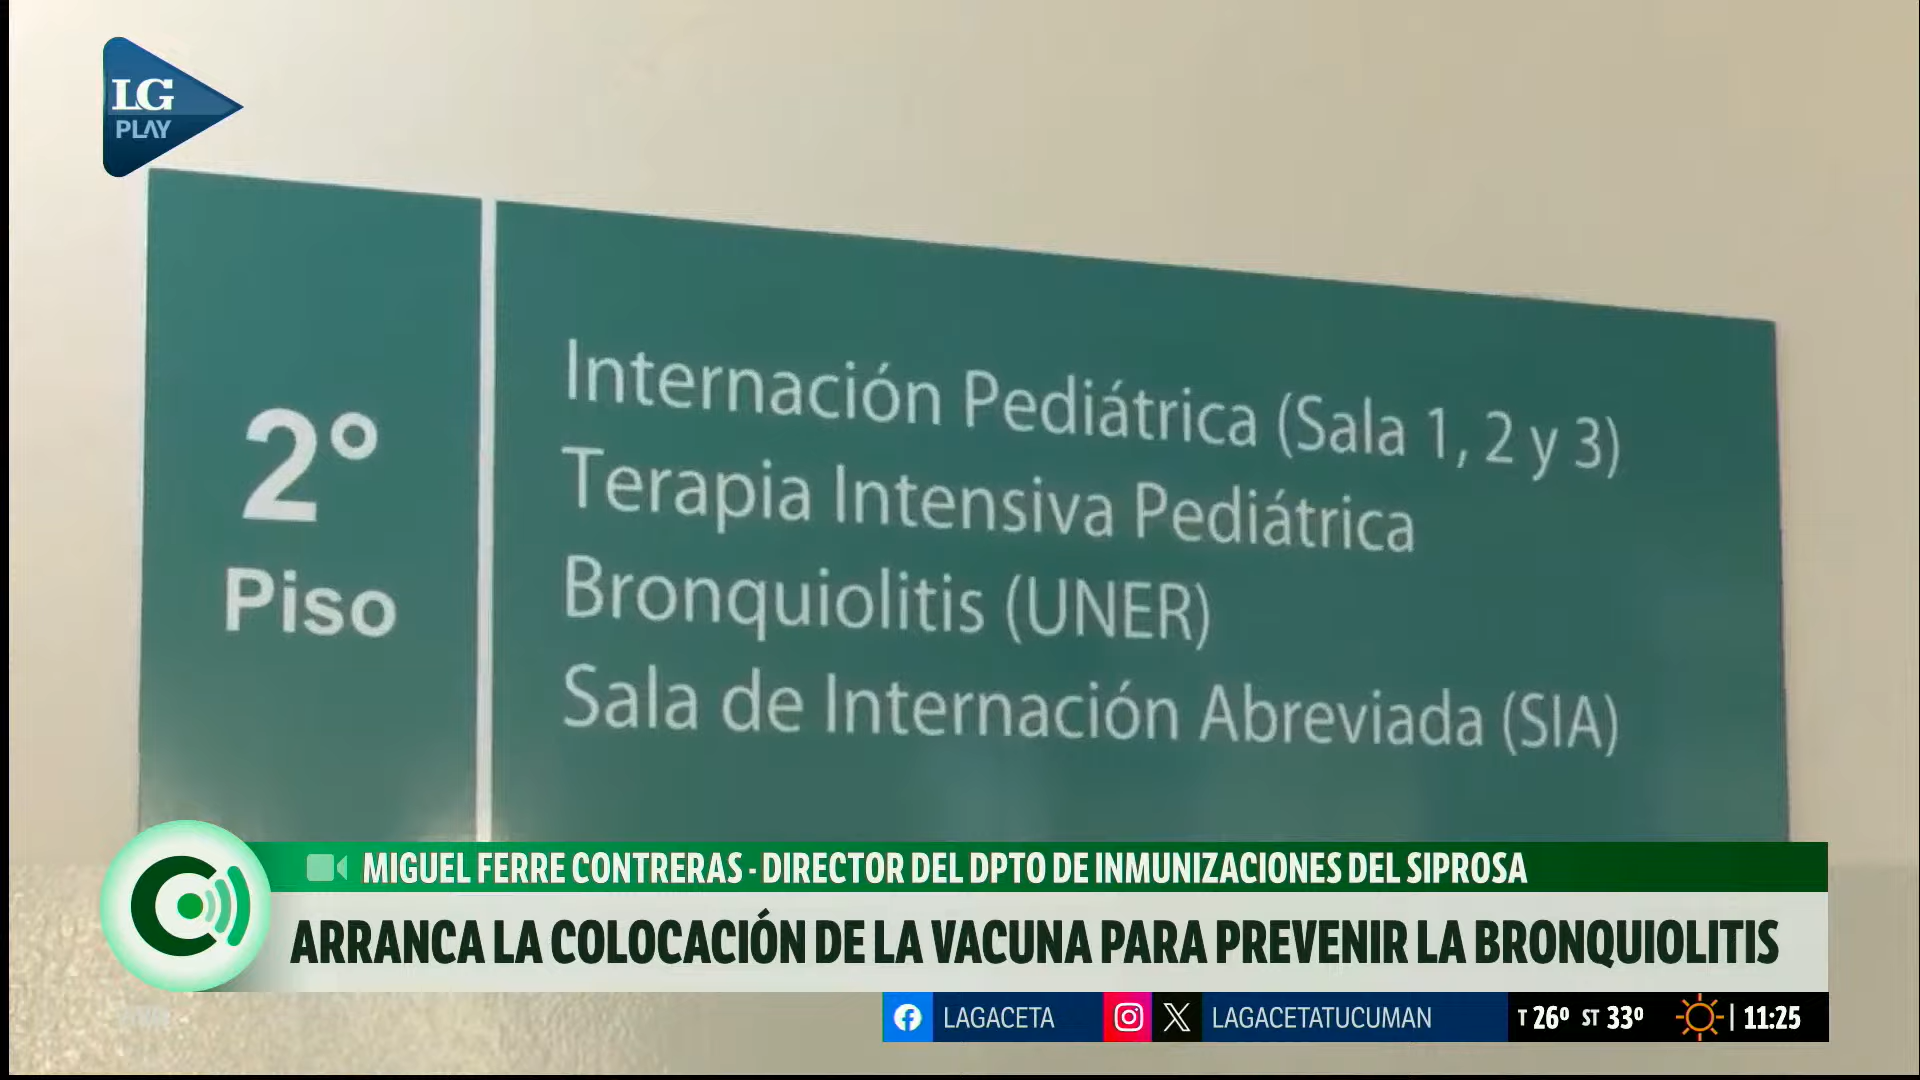 LG
PLAY
2°
Piso
Internación Pediátrica (Sala 1, 2 y 3)
Terapia Intensiva Pediátrica
Bronquiolitis (UNER)
Sala de Internación Abreviada (SIA)
MIGUEL FERRE CONTRERAS - DIRECTOR DEL DPTO DE INMUNIZACIONES DEL SIPROSA
ARRANCA LA COLOCACIÓN DE LA VACUNA PARA PREVENIR LA BRONQUIOLITIS
LAGACETA LAGACETATUCUMAN T 26º ST 33º 11:25